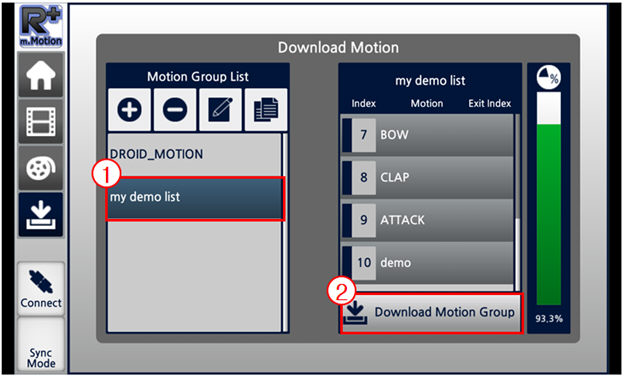 R+
m.Motion
Download Motion
Motion Group List
DROID_MOTION
1
my demo list
my demo list
Index Motion Exit Index
7 BOW
8 CLAP
9 ATTACK
10 demo
2
Download Motion Group
%
93,3%
Connect
Sync
Mode